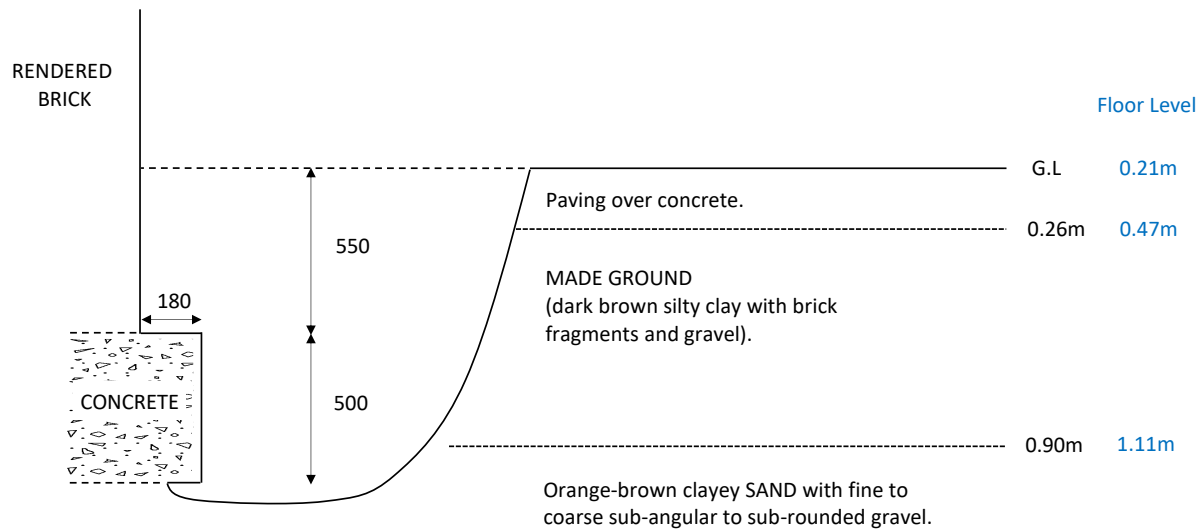 RENDERED
BRICK
Floor Level
G.L 0.21m
Paving over concrete.
0.26m 0.47m
550
MADE GROUND
(dark brown silty clay with brick
fragments and gravel).
180
CONCRETE
500
0.90m 1.11m
Orange-brown clayey SAND with fine to
coarse sub-angular to sub-rounded gravel.